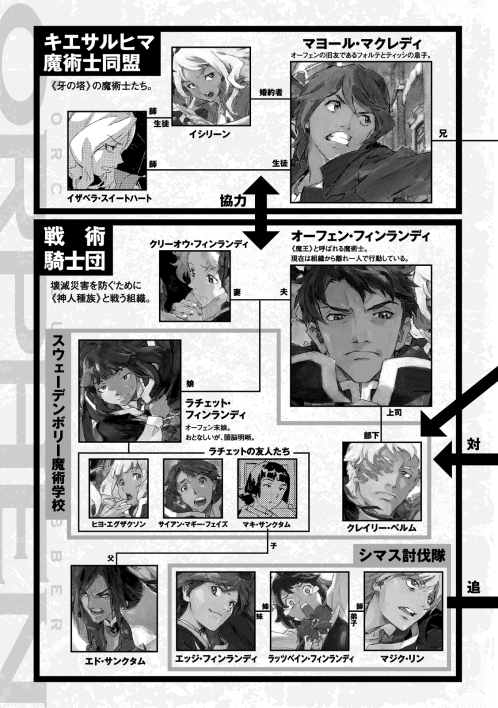 キエサルヒマ
魔術士同盟
《牙の塔》の魔術士たち。
マヨール・マクレディ
オーフェンの旧友であるフォルテとティッシの息子。
婚約者
兄
師
生徒
イシリーン
師
生徒
イザベラ・スイートハート
協力
戦術
騎士団
壊滅災害を防ぐために
《神人種族》と戦う組織。
クリーオウ・フィンランディ
オーフェン・フィンランディ
《魔王》と呼ばれる魔術士。
現在は組織から離れ一人で行動している。
妻
夫
スウェーデンボリー魔術学校
娘
ラチェット・
フィンランディ
オーフェン末娘。
おとなしいが、頭脳明晰。
上司
部下
ラチェットの友人たち
ヒヨ・エグザクソン
サイアン・マギー・フェイズ
マキ・サンクタム
クレイリー・ベルム
対
子
父
シマス討伐隊
追
姉
妹
師
弟子
エド・サンクタム
エッジ・フィンランディ
ラッツベイン・フィンランディ
マジク・リン
ORPHEN